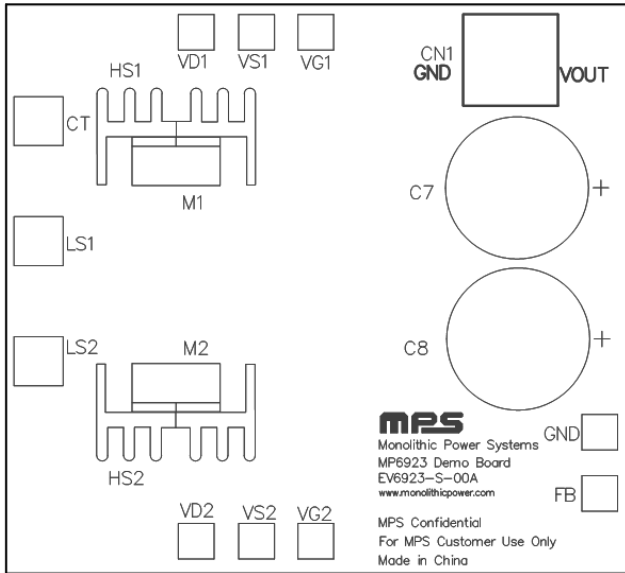 VD1 VS1 VG1
HS1
CN1
GND VOUT
CT
M1
C7 +
LS1
LS2
M2
C8 +
HS2
mps
Monolithic Power Systems
MP6923 Demo Board
EV6923-S-00A
www.monolithicpower.com
GND
FB
VD2 VS2 VG2
MPS Confidential
For MPS Customer Use Only
Made in China